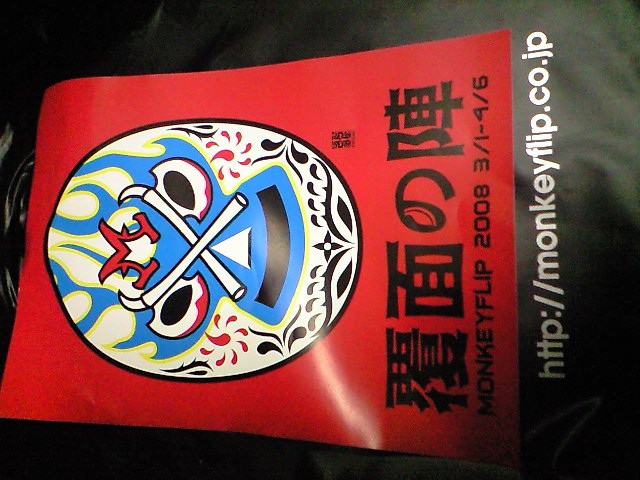 覆面の陣
MONKEYFLIP 2008 3/1-4/6
http://monkeyflip.co.jp